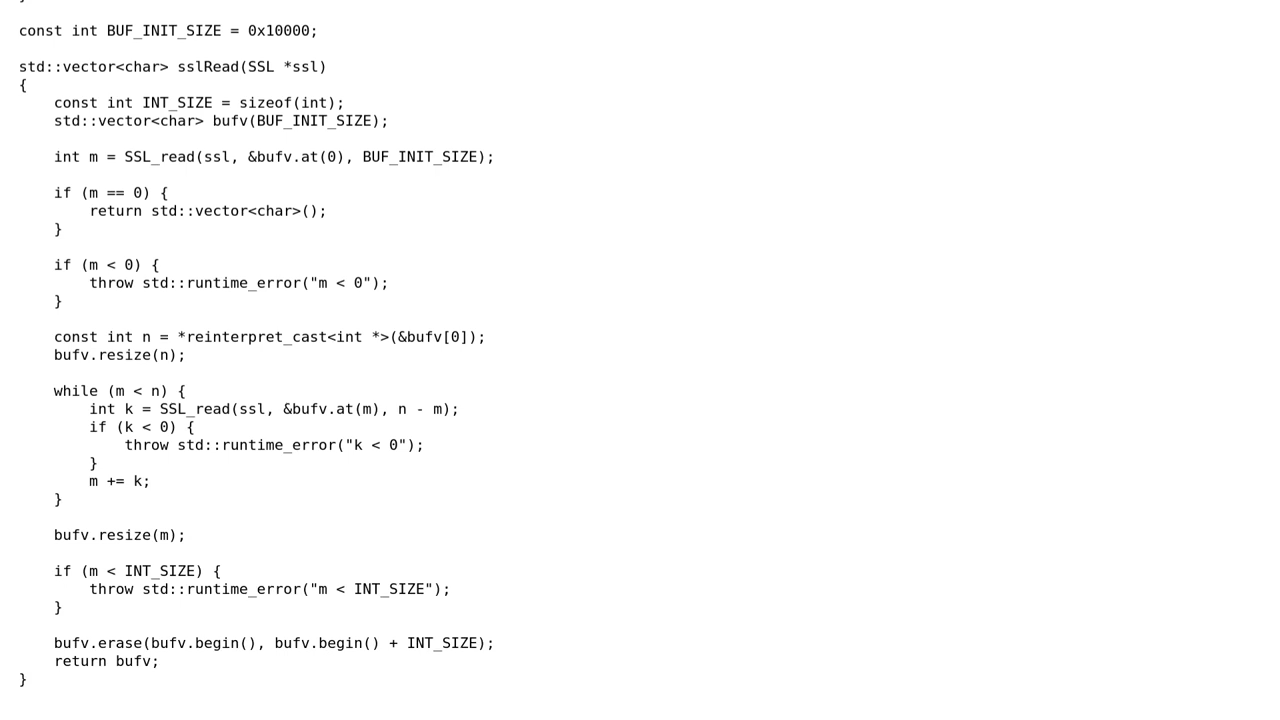 const int BUF_INIT_SIZE = 0x10000;
std::vector<char> sslRead(SSL *ssl)
{
    const int INT_SIZE = sizeof(int);
    std::vector<char> bufv(BUF_INIT_SIZE);
    int m = SSL_read(ssl, &bufv.at(0), BUF_INIT_SIZE);
    if (m == 0) {
        return std::vector<char>();
    }
    if (m < 0) {
        throw std::runtime_error("m < 0");
    }
    const int n = *reinterpret_cast<int *>(&bufv[0]);
    bufv.resize(n);
    while (m < n) {
        int k = SSL_read(ssl, &bufv.at(m), n - m);
        if (k < 0) {
            throw std::runtime_error("k < 0");
        }
        m += k;
    }
    bufv.resize(m);
    if (m < INT_SIZE) {
        throw std::runtime_error("m < INT_SIZE");
    }
    bufv.erase(bufv.begin(), bufv.begin() + INT_SIZE);
    return bufv;
}